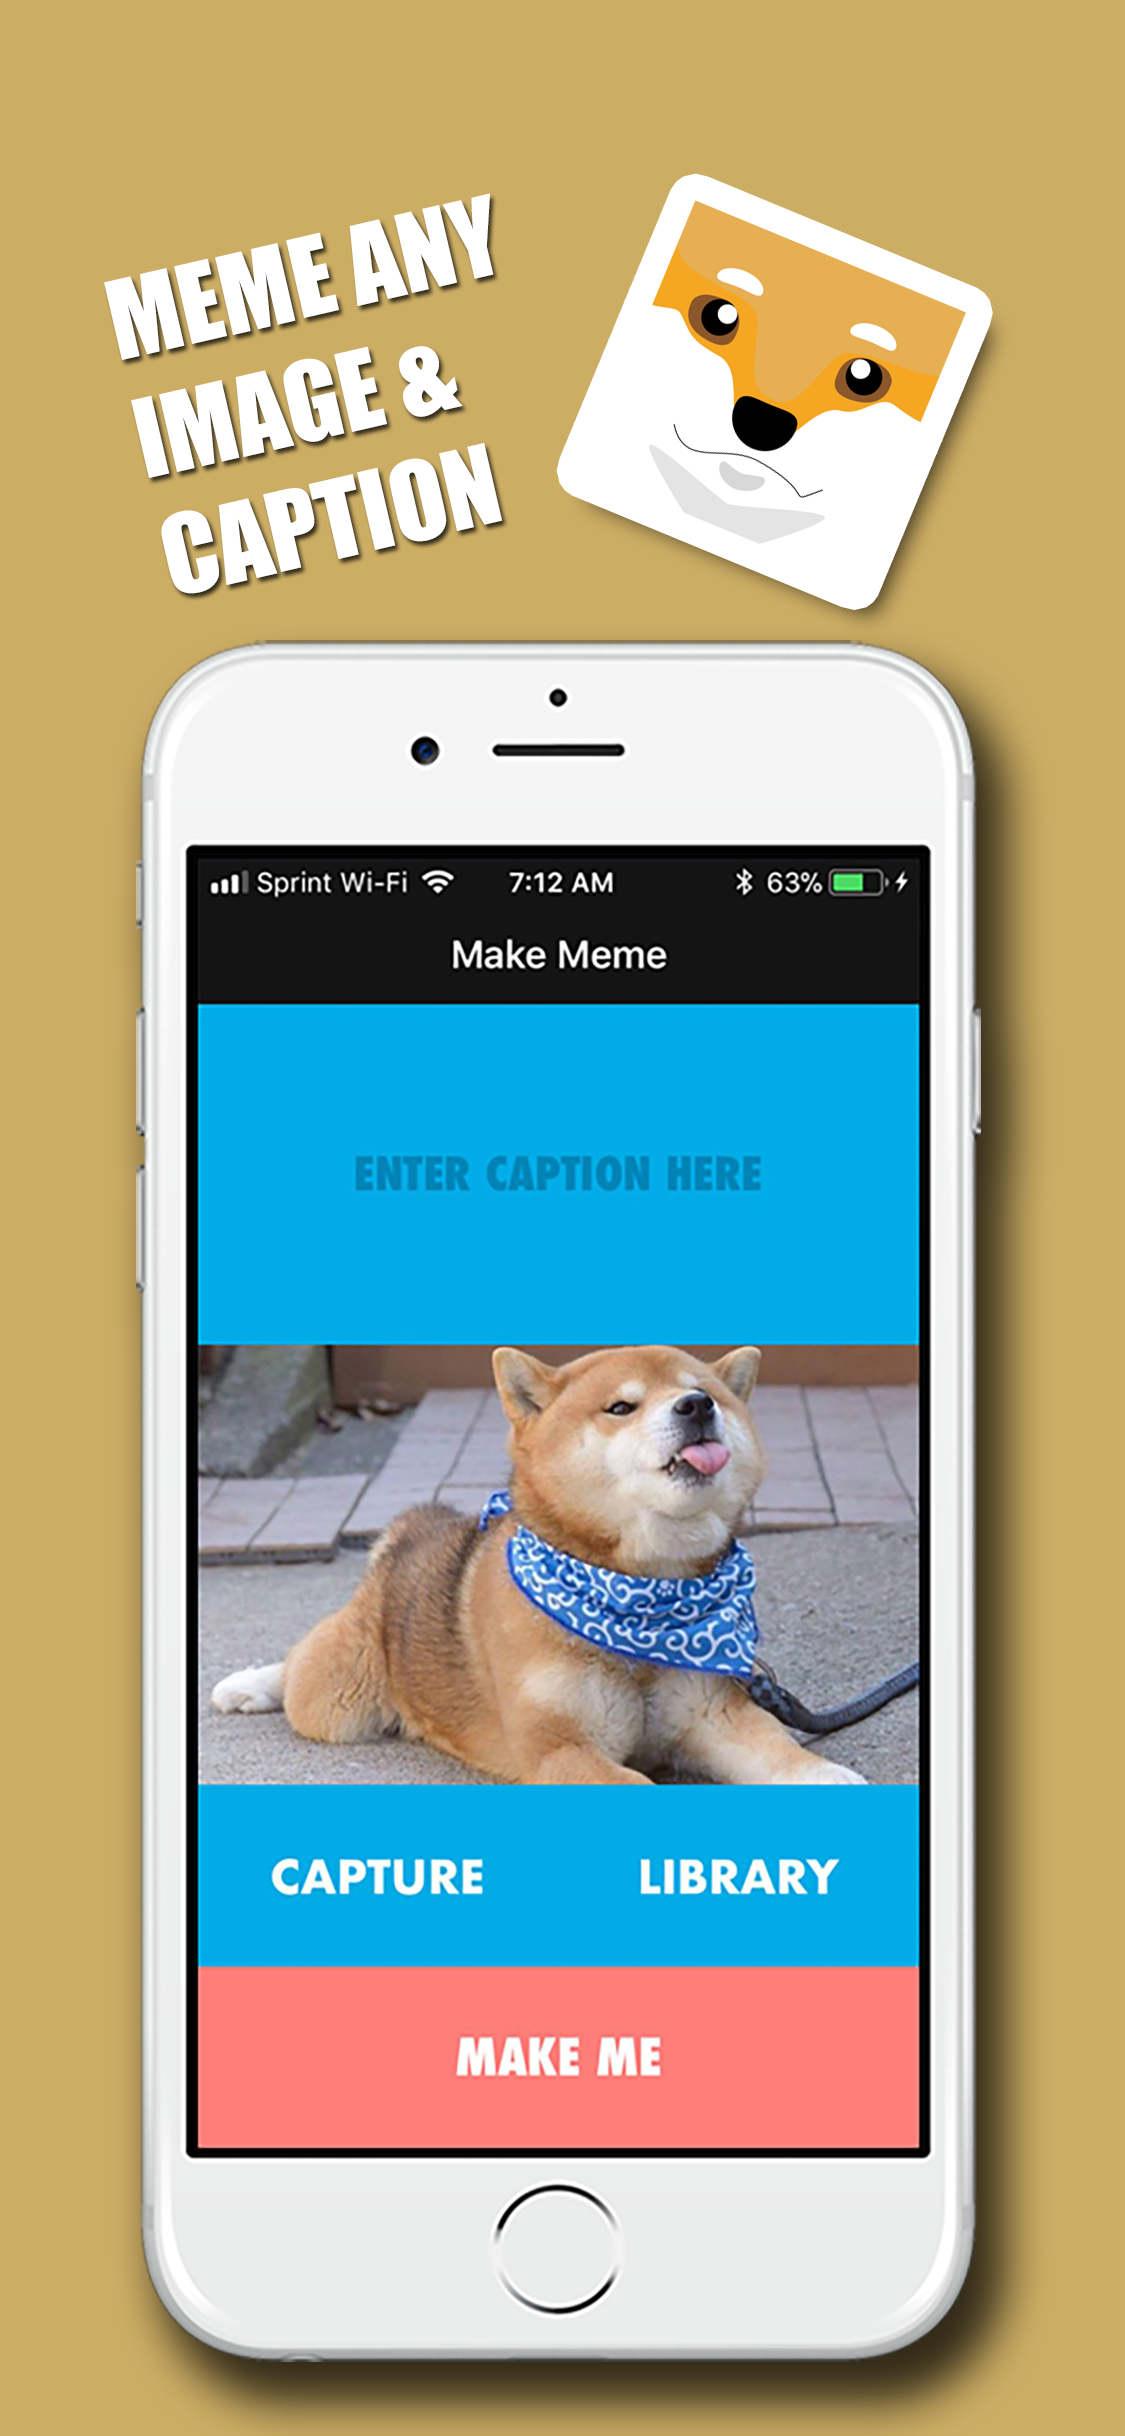 MEME ANY
IMAGE &
CAPTION
Sprint Wi-Fi 7:12 AM 63%
Make Meme
ENTER CAPTION HERE
CAPTURE LIBRARY
MAKE ME